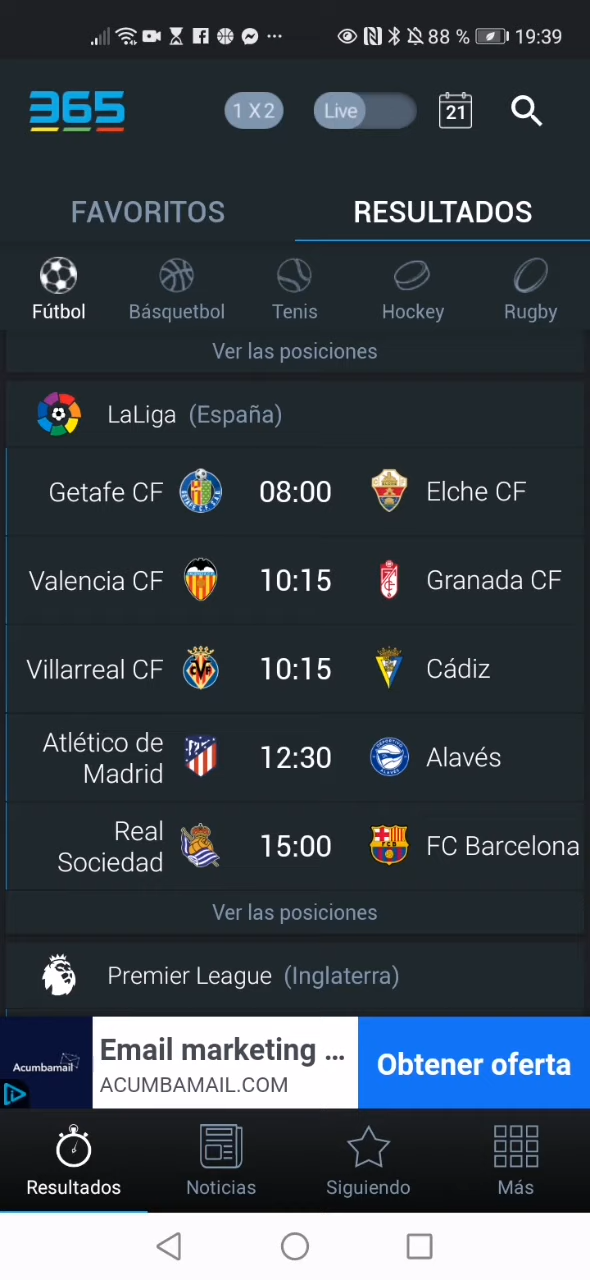 88 % 19:39
365 1 X 2 Live 21
FAVORITOS RESULTADOS
Fútbol Básquetbol Tenis Hockey Rugby
Ver las posiciones
LaLiga (España)
Getafe CF 08:00 Elche CF
Valencia CF 10:15 Granada CF
Villarreal CF 10:15 Cádiz
Atlético de
Madrid 12:30 Alavés
Real
Sociedad 15:00 FC Barcelona
Ver las posiciones
Premier League (Inglaterra)
Acumbamail
Email marketing ...
ACUMBAMAIL.COM
Obtener oferta
Resultados Noticias Siguiendo Más